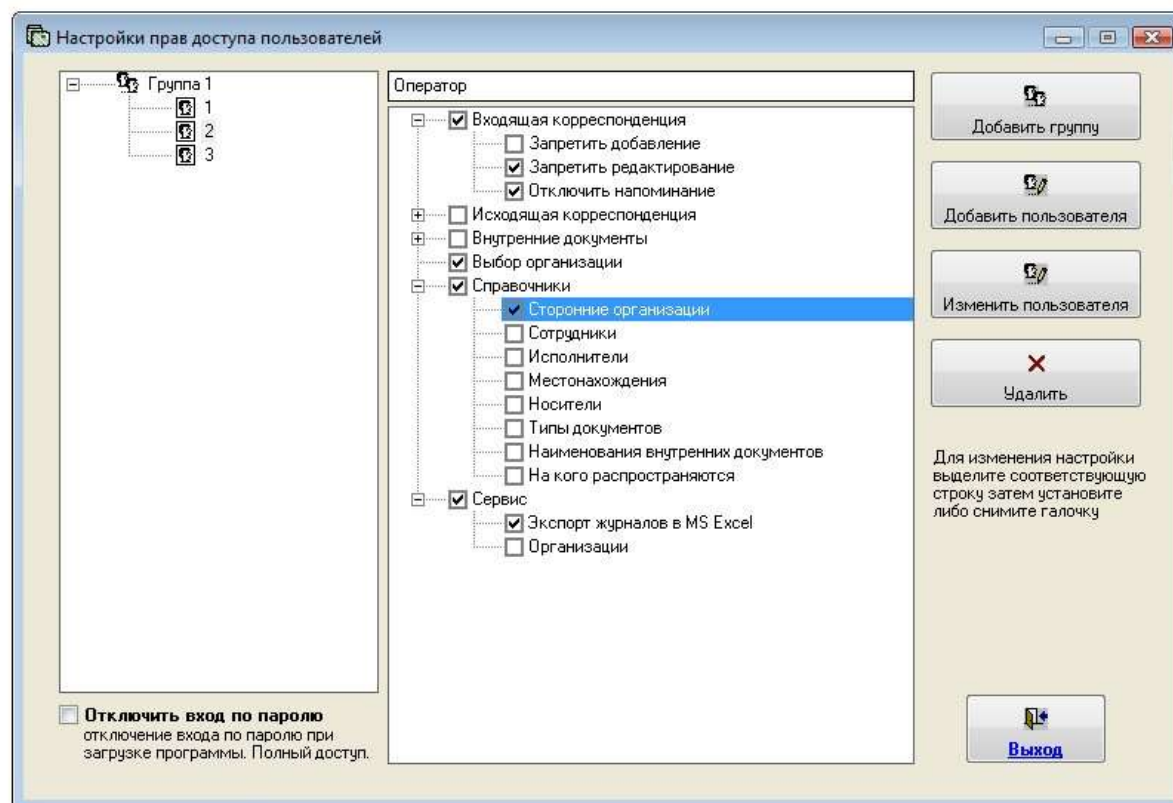 Настройки прав доступа пользователей
Группа 1
1
2
3
Оператор
Входящая корреспонденция
Запретить добавление
Запретить редактирование
Отключить напоминание
Исходящая корреспонденция
Внутренние документы
Выбор организации
Справочники
Сторонние организации
Сотрудники
Исполнители
Местонахождения
Носители
Типы документов
Наименования внутренних документов
На кого распространяются
Сервис
Экспорт журналов в MS Excel
Организации
Добавить группу
Добавить пользователя
Изменить пользователя
Удалить
Для изменения настройки
выделите соответствующую
строку затем установите
либо снимите галочку
Отключить вход по паролю
отключение входа по паролю при
загрузке программы. Полный доступ.
Выход